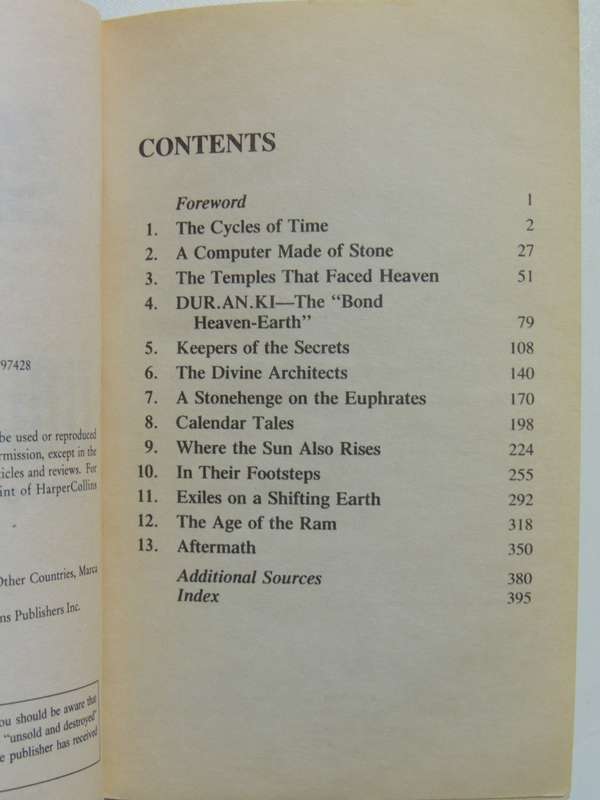 97428
be used or reproduced
ermission, except in the
ticles and reviews. For
int of HarperCollins
Other Countries, Marca
ns Publishers Inc.
ou should be aware that
"unsold and destroyed"
e publisher has received
CONTENTS
Foreword 1
1. The Cycles of Time 2
2. A Computer Made of Stone 27
3. The Temples That Faced Heaven 51
4. DUR.AN.KI—The "Bond
Heaven-Earth" 79
5. Keepers of the Secrets 108
6. The Divine Architects 140
7. A Stonehenge on the Euphrates 170
8. Calendar Tales 198
9. Where the Sun Also Rises 224
10. In Their Footsteps 255
11. Exiles on a Shifting Earth 292
12. The Age of the Ram 318
13. Aftermath 350
Additional Sources 380
Index 395